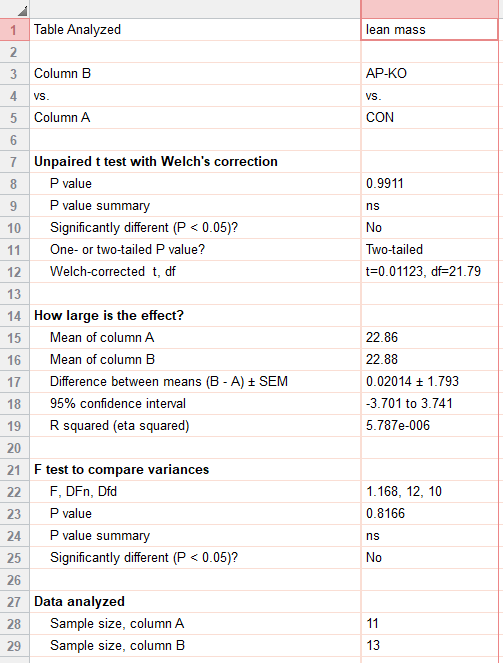 1 Table Analyzed lean mass
2
3 Column B AP-KO
4 vs. vs.
5 Column A CON
6
7 Unpaired t test with Welch's correction
8 P value 0.9911
9 P value summary ns
10 Significantly different (P < 0.05)? No
11 One- or two-tailed P value? Two-tailed
12 Welch-corrected t, df t=0.01123, df=21.79
13
14 How large is the effect?
15 Mean of column A 22.86
16 Mean of column B 22.88
17 Difference between means (B - A) ± SEM 0.02014 ± 1.793
18 95% confidence interval -3.701 to 3.741
19 R squared (eta squared) 5.787e-006
20
21 F test to compare variances
22 F, DFn, Dfd 1.168, 12, 10
23 P value 0.8166
24 P value summary ns
25 Significantly different (P < 0.05)? No
26
27 Data analyzed
28 Sample size, column A 11
29 Sample size, column B 13